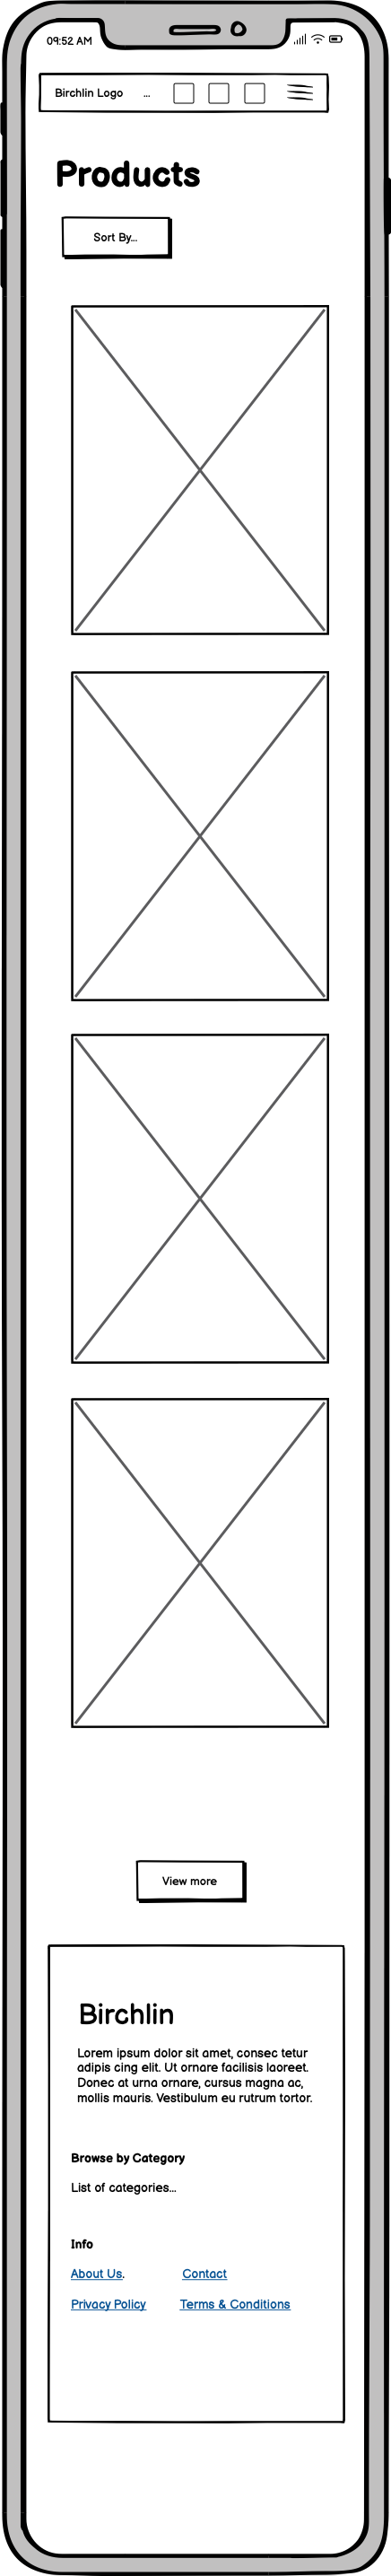 09:52 AM
Birchlin Logo ...
Products
Sort By...
View more
Birchlin
Lorem ipsum dolor sit amet, consec tetur
adipis cing elit. Ut ornare facilisis laoreet.
Donec at urna ornare, cursus magna ac,
mollis mauris. Vestibulum eu rutrum tortor.
Browse by Category
List of categories...
Info
About Us. Contact
Privacy Policy Terms & Conditions